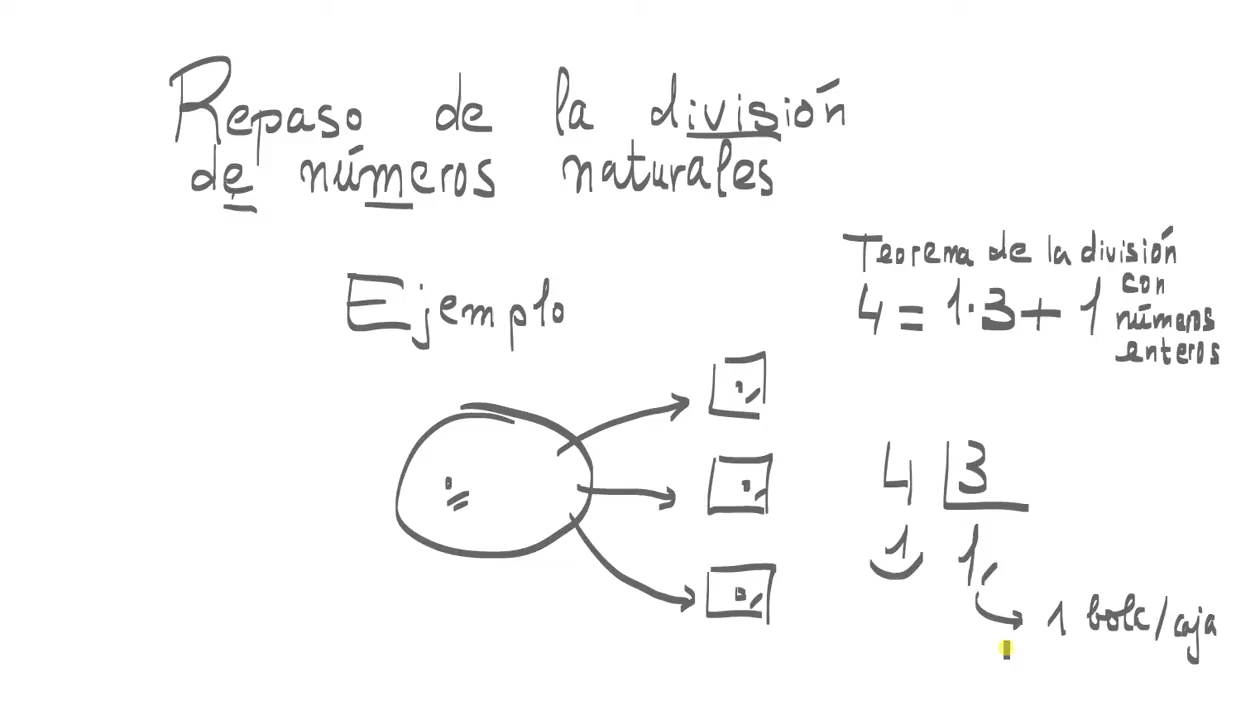 Repaso de la división
de números naturales
Ejemplo
Teorema de la división
con
números
enteros
4 = 1·3 + 1
4 3
1 1
1 bola/caja